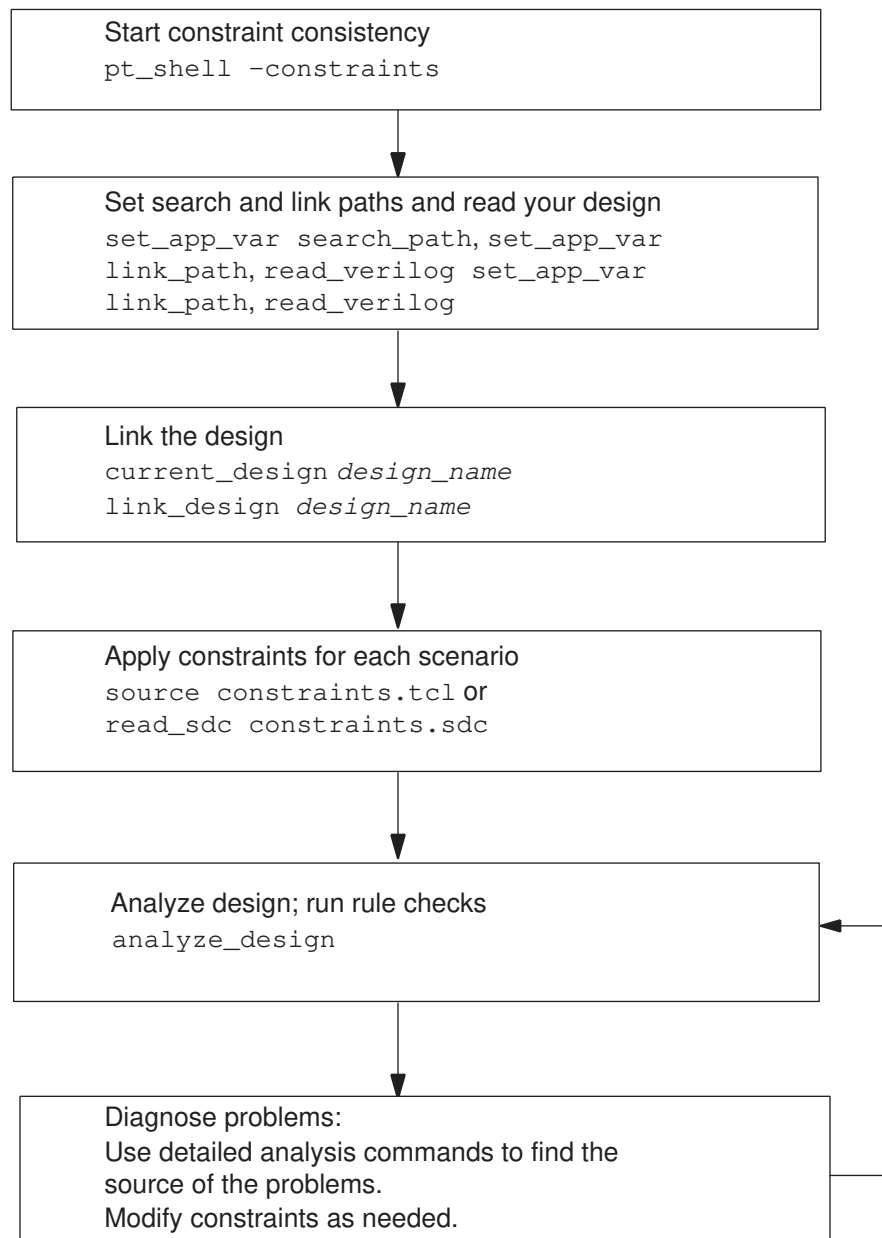 Start constraint consistency
pt_shell -constraints
Set search and link paths and read your design
set_app_var search_path, set_app_var
link_path, read_verilog set_app_var
link_path, read_verilog
Link the design
current_design design_name
link_design design_name
Apply constraints for each scenario
source constraints.tcl or
read_sdc constraints.sdc
Analyze design; run rule checks
analyze_design
Diagnose problems:
Use detailed analysis commands to find the
source of the problems.
Modify constraints as needed.